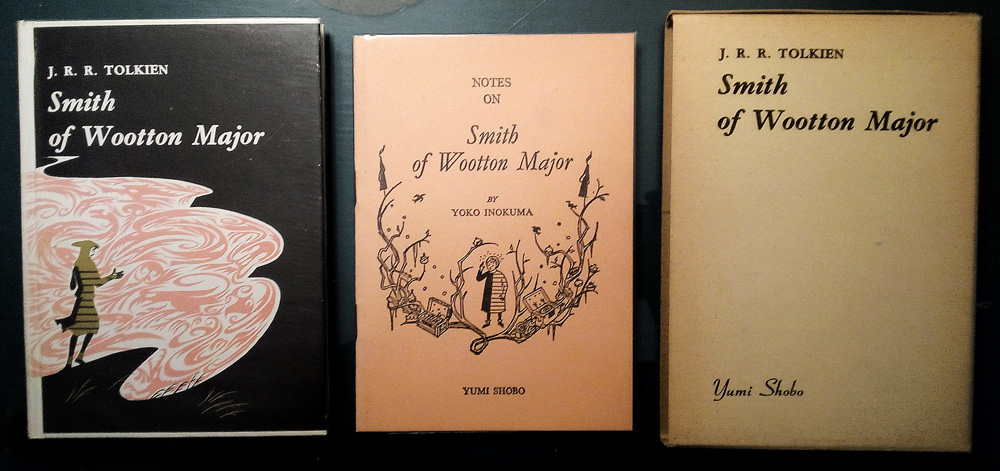 J. R. R. TOLKIEN
Smith
of Wootton Major
NOTES
ON
Smith
of Wootton Major
BY
YOKO INOKUMA
YUMI SHOBO
J. R. R. TOLKIEN
Smith
of Wootton Major
Yumi Shobo